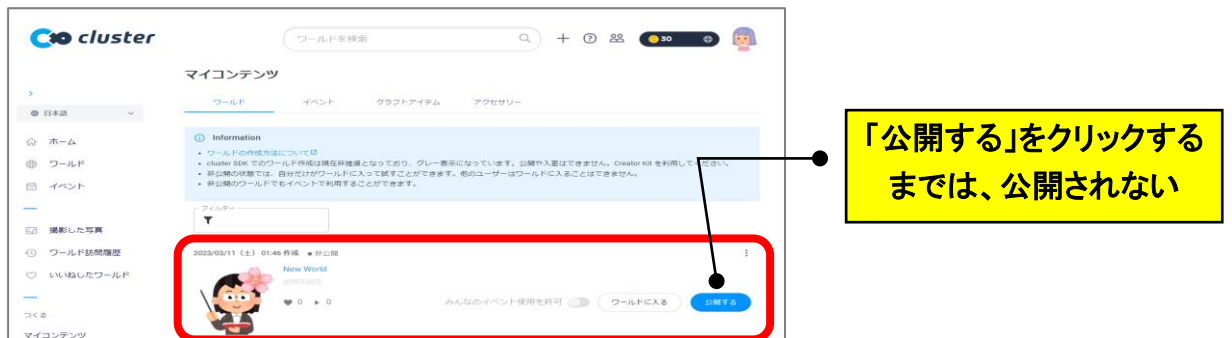 cluster
ワールドを検索
30
マイコンテンツ
ワールド イベント クラフトアイテム アクセサリー
日本語
Information
ワールドの作成方法について
cluster SDK でのワールド作成は現在非推奨となっており、グレー表示になっています。公開や入室はできません。Creator Kit を利用してください。
非公開の状態では、自分だけがワールドに入って試すことができます。他のユーザーはワールドに入ることはできません。
非公開のワールドでもイベントで利用することができます。
ホーム
ワールド
イベント
撮影した写真
ワールド訪問履歴
いいねしたワールド
つくる
マイコンテンツ
フィルター
2023/03/11（土）01:46 作成 ●非公開
New World
説明未設定
0 0
みんなのイベント使用を許可
ワールドに入る
公開する
「公開する」をクリックする
までは、公開されない